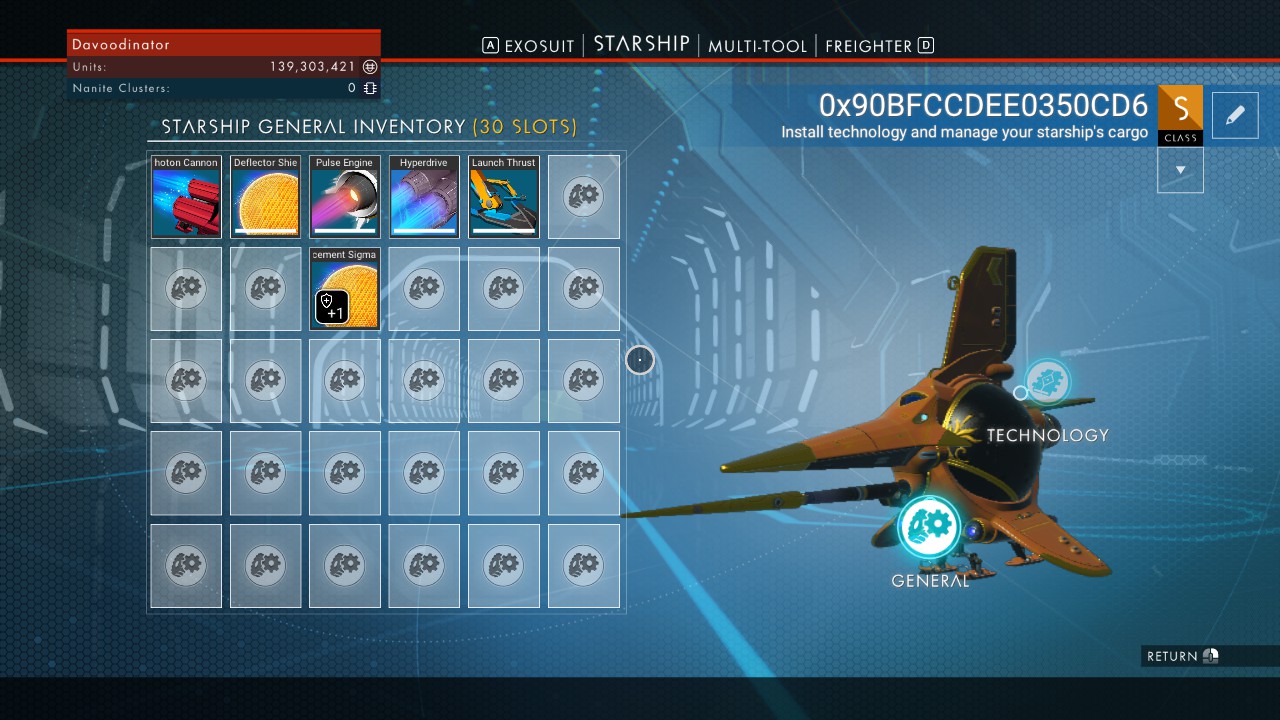 Davoodinator
Units: 139,303,421
Nanite Clusters: 0
A EXOSUIT STARSHIP MULTI-TOOL FREIGHTER D
STARSHIP GENERAL INVENTORY (30 SLOTS)
0x90BFCCDEE0350CD6
Install technology and manage your starship's cargo
S
CLASS
hoton Cannon Deflector Shie Pulse Engine Hyperdrive Launch Thrust
cement Sigma
+1
TECHNOLOGY
GENERAL
RETURN